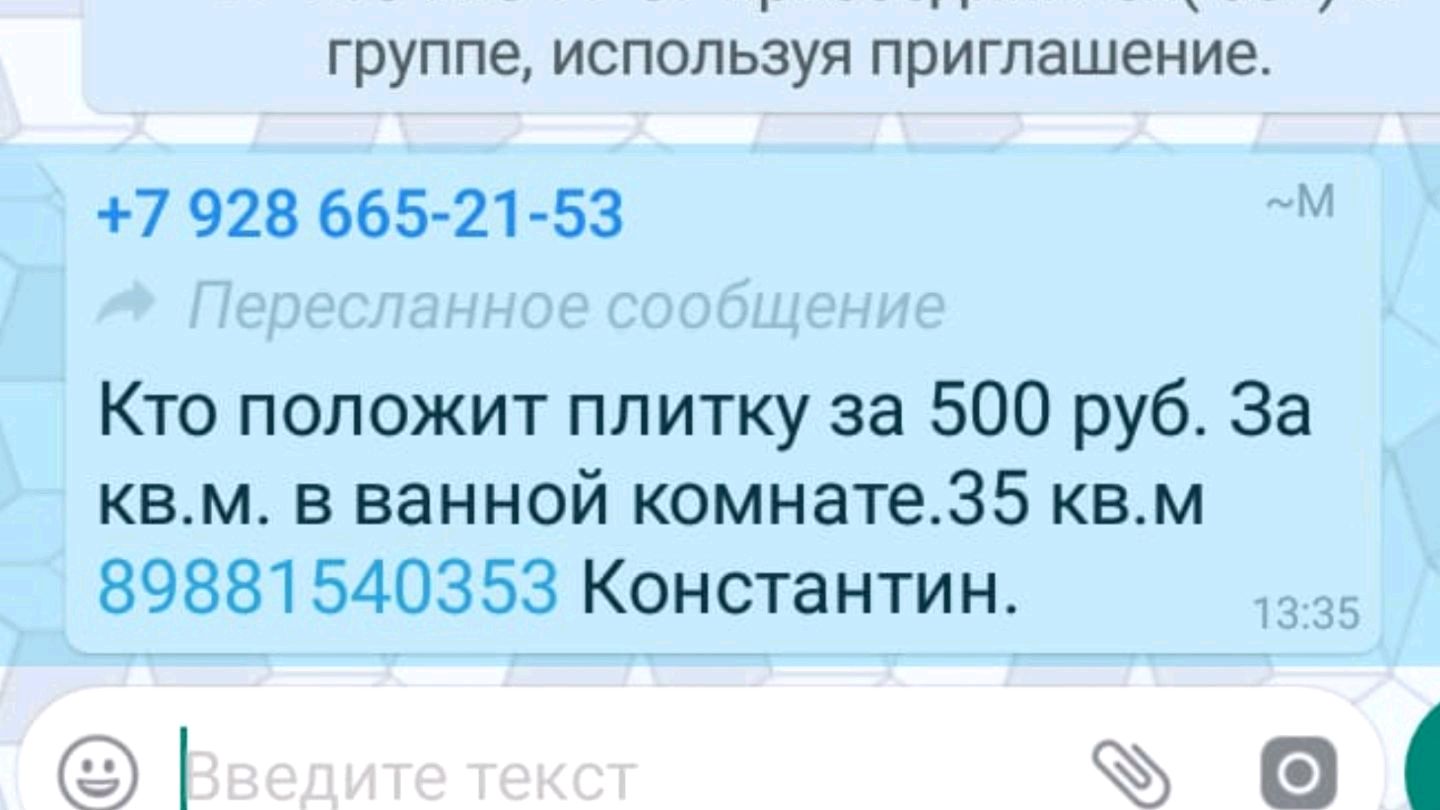 группе, используя приглашение.
+7 928 665-21-53 ~М
Пересланное сообщение
Кто положит плитку за 500 руб. За
кв.м. в ванной комнате.35 кв.м
89881540353 Константин.
13:35
Введите текст